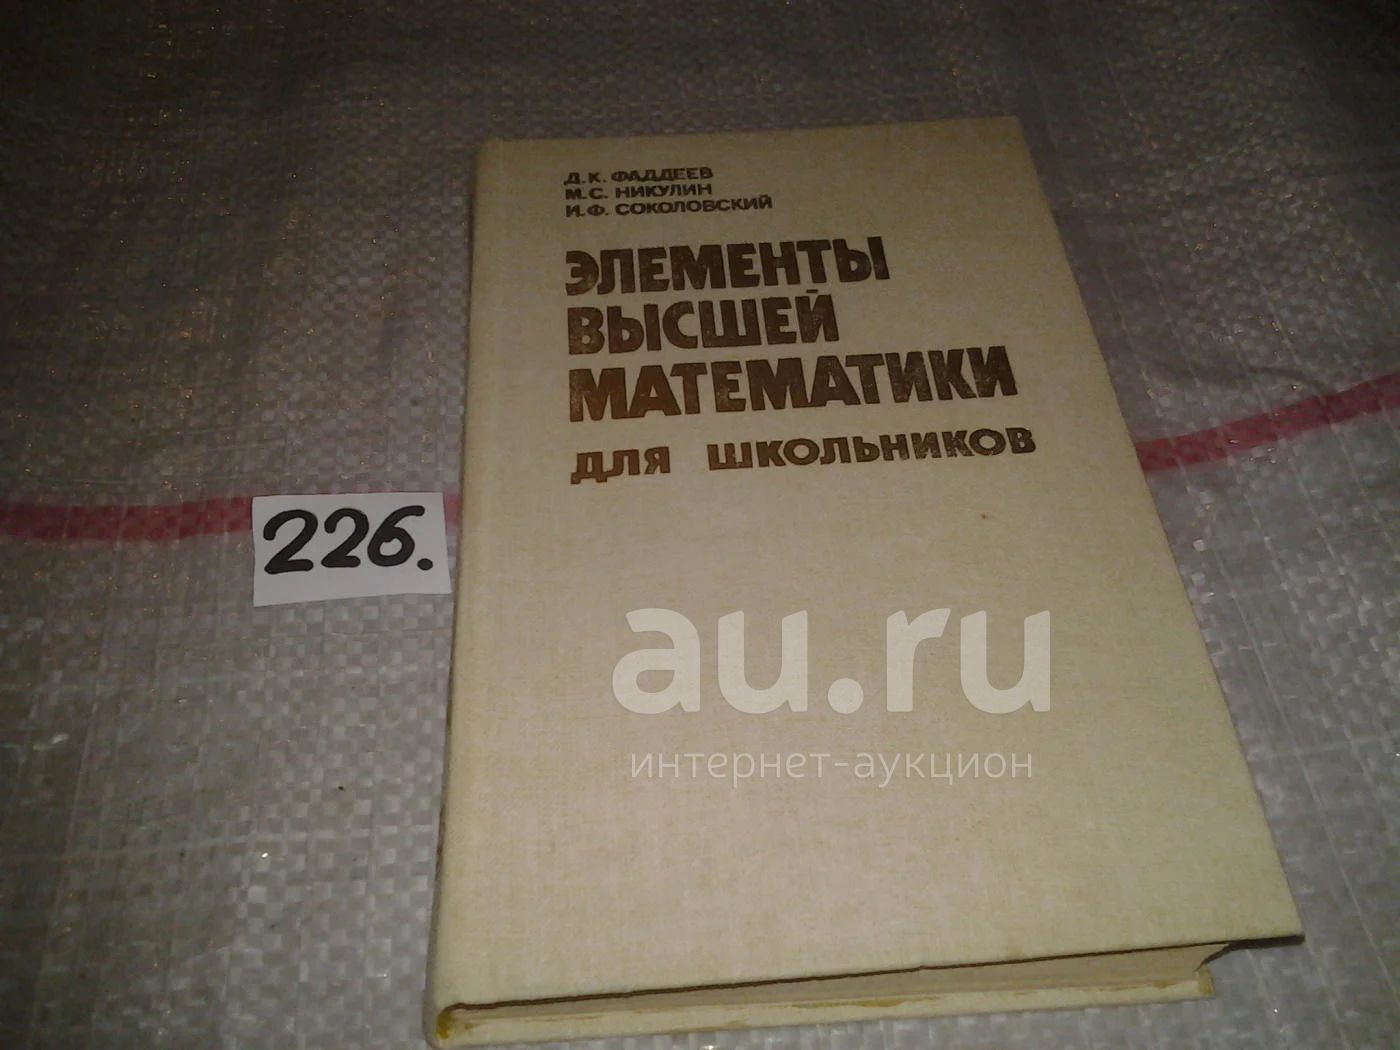 Д.К. ФАДДЕЕВ
М.С. НИКУЛИН
И.Ф. СОКОЛОВСКИЙ
ЭЛЕМЕНТЫ
ВЫСШЕЙ
МАТЕМАТИКИ
ДЛЯ ШКОЛЬНИКОВ
226.
au.ru
интернет-аукцион